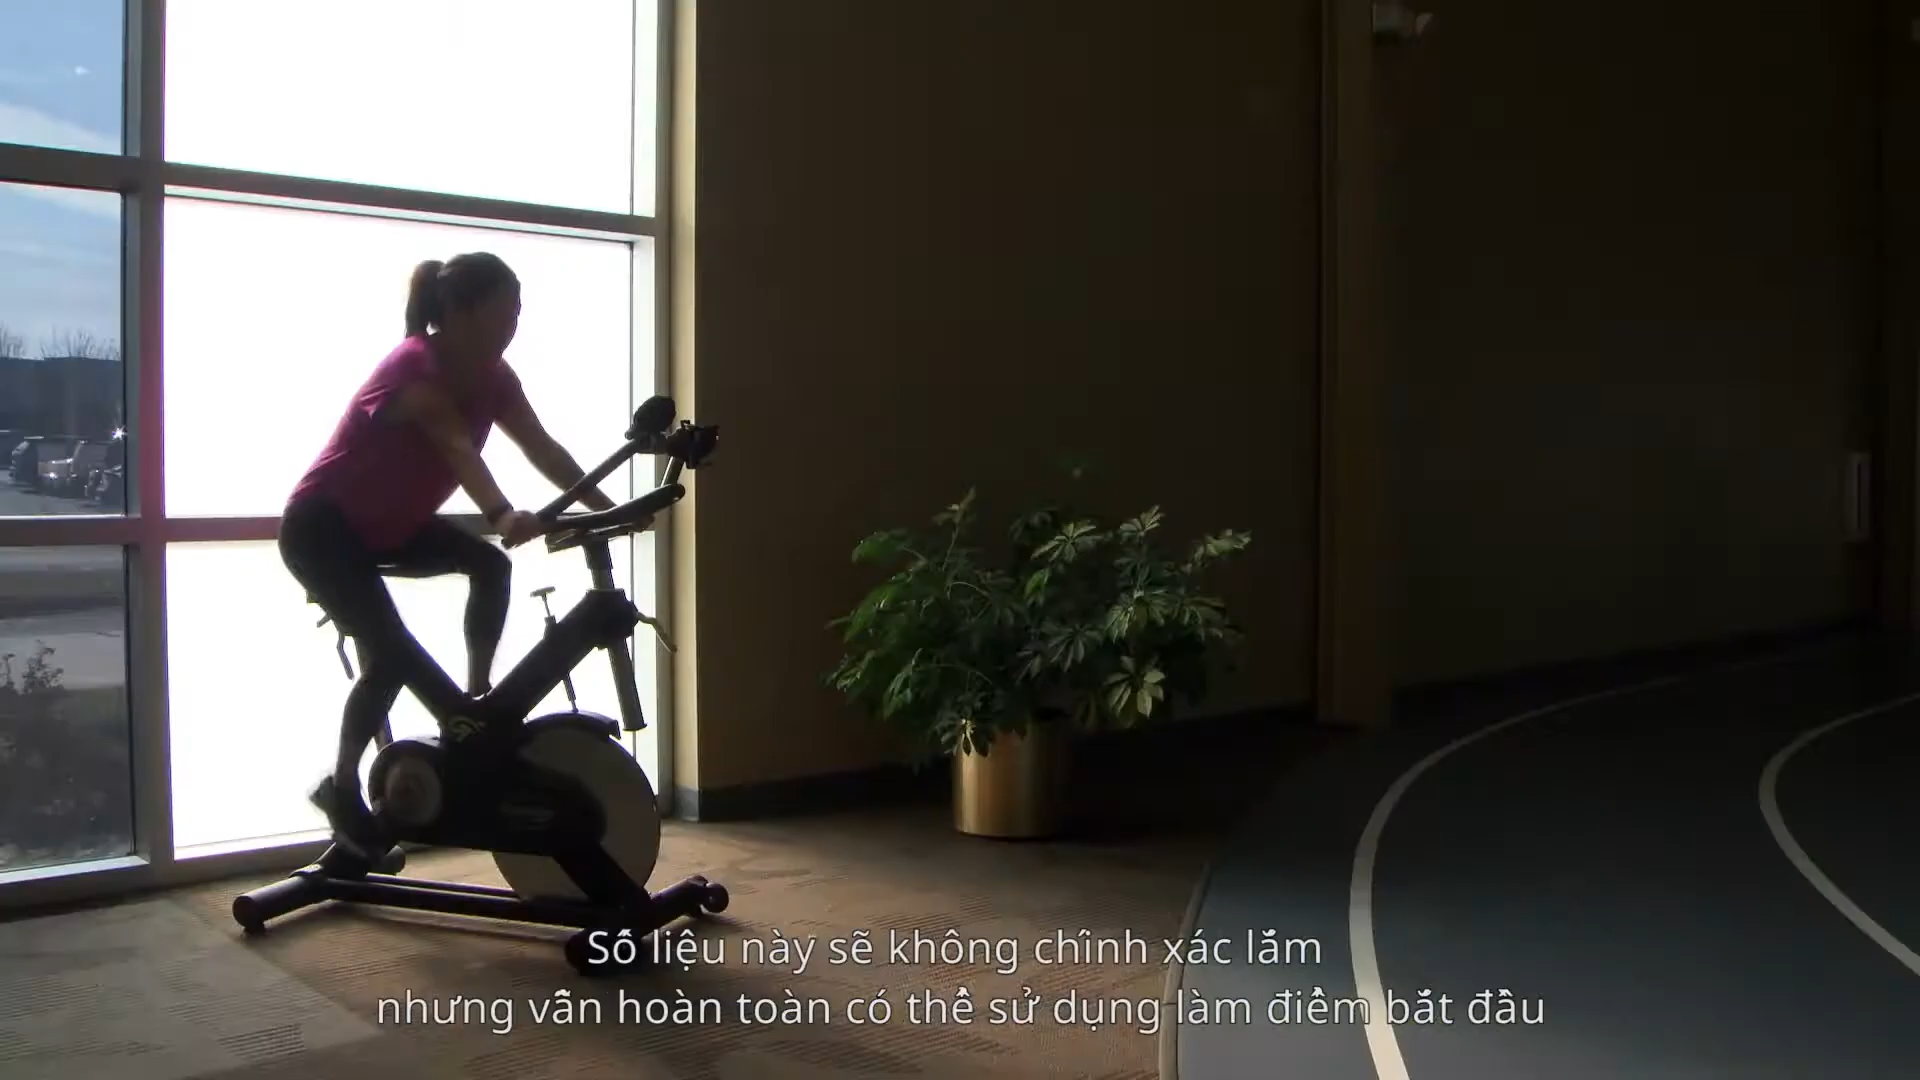 Số liệu này sẽ không chính xác lắm
nhưng vẫn hoàn toàn có thể sử dụng làm điểm bắt đầu